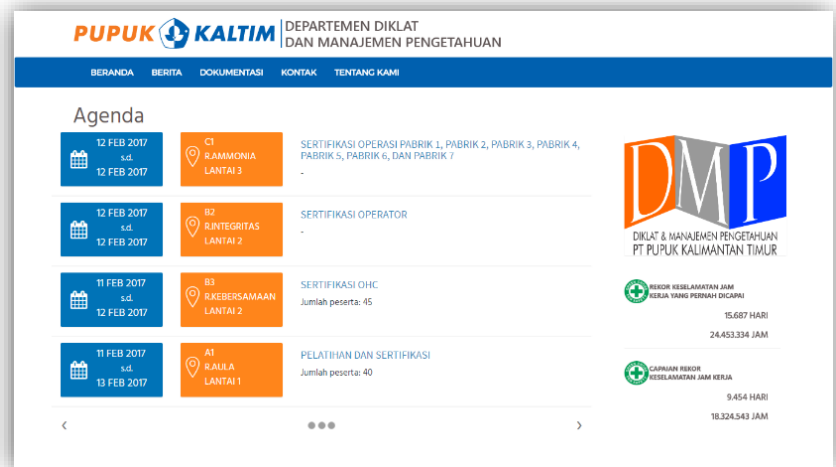 PUPUK KALTIM
DEPARTEMEN DIKLAT
DAN MANAJEMEN PENGETAHUAN
BERANDA BERITA DOKUMENTASI KONTAK TENTANG KAMI
Agenda
12 FEB 2017
s.d.
12 FEB 2017
C1
R.AMMONIA
LANTAI 3
SERTIFIKASI OPERASI PABRIK 1, PABRIK 2, PABRIK 3, PABRIK 4,
PABRIK 5, PABRIK 6, DAN PABRIK 7
-
12 FEB 2017
s.d.
12 FEB 2017
B2
R.INTEGRITAS
LANTAI 2
SERTIFIKASI OPERATOR
-
11 FEB 2017
s.d.
12 FEB 2017
B3
R.KEBERSAMAAN
LANTAI 2
SERTIFIKASI OHC
Jumlah peserta: 45
11 FEB 2017
s.d.
13 FEB 2017
A1
R.AULA
LANTAI 1
PELATIHAN DAN SERTIFIKASI
Jumlah peserta: 40
DMP
DIKLAT & MANAJEMEN PENGETAHUAN
PT PUPUK KALIMANTAN TIMUR
REKOR KESELAMATAN JAM
KERJA YANG PERNAH DICAPAI
15.687 HARI
24.453.334 JAM
CAPAIAN REKOR
KESELAMATAN JAM KERJA
9.454 HARI
18.324.543 JAM